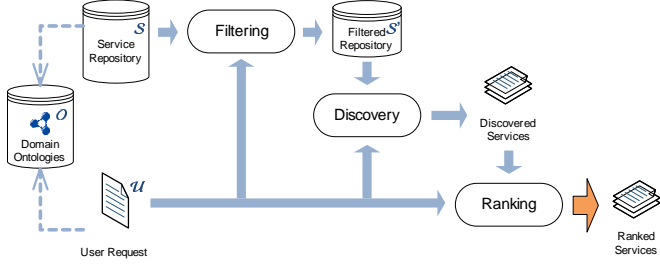 S
Service
Repository
Filtering
Filtered
Repository
S'
O
Domain
Ontologies
Discovery
Discovered
Services
U
User Request
Ranking
Ranked
Services